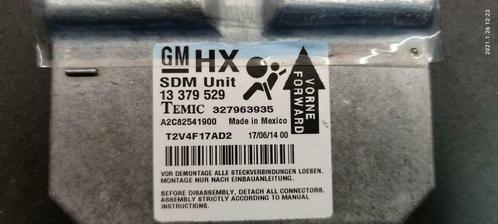 GM HX
SDM Unit
13 379 529
TEMIC 327963935
A2C82541900 Made in Mexico
T2V4F17AD2 17/06/14 00
VORNE
FORWARD
VOR DEMONTAGE ALLE STECKVERBINDUNGEN LOESEN.
MONTAGE NUR NACH EINBAUANLEITUNG.
BEFORE DISASSEMBLY, DETACH ALL CONNECTORS.
ASSEMBLY STRICTLY ACCORDING TO MANUAL
INSTRUCTIONS.
2021.1.26 12:23